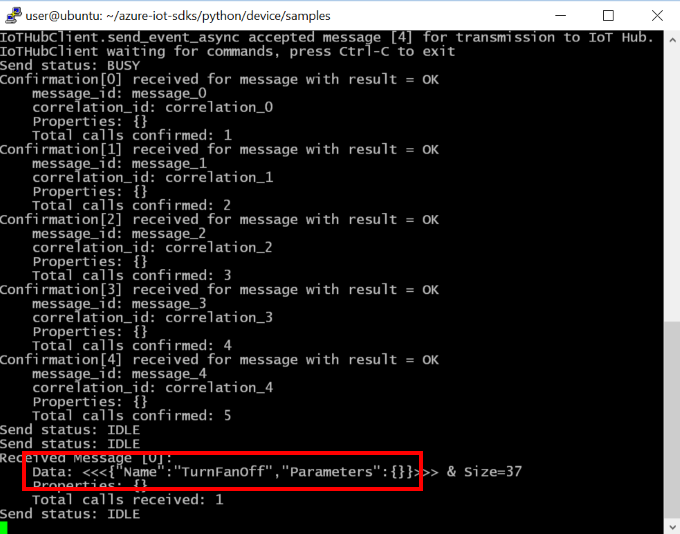 user@ubuntu: ~/azure-iot-sdks/python/device/samples
IoTHubClient.send_event_async accepted message [4] for transmission to IoT Hub.
IoTHubClient waiting for commands, press Ctrl-C to exit
Send status: BUSY
Confirmation[0] received for message with result = OK
    message_id: message_0
    correlation_id: correlation_0
    Properties: {}
    Total calls confirmed: 1
Confirmation[1] received for message with result = OK
    message_id: message_1
    correlation_id: correlation_1
    Properties: {}
    Total calls confirmed: 2
Confirmation[2] received for message with result = OK
    message_id: message_2
    correlation_id: correlation_2
    Properties: {}
    Total calls confirmed: 3
Confirmation[3] received for message with result = OK
    message_id: message_3
    correlation_id: correlation_3
    Properties: {}
    Total calls confirmed: 4
Confirmation[4] received for message with result = OK
    message_id: message_4
    correlation_id: correlation_4
    Properties: {}
    Total calls confirmed: 5
Send status: IDLE
Send status: IDLE
Received Message [0]:
    Data: <<<{"Name":"TurnFanOff","Parameters":{}}>>> & Size=37
    Properties: {}
    Total calls received: 1
Send status: IDLE